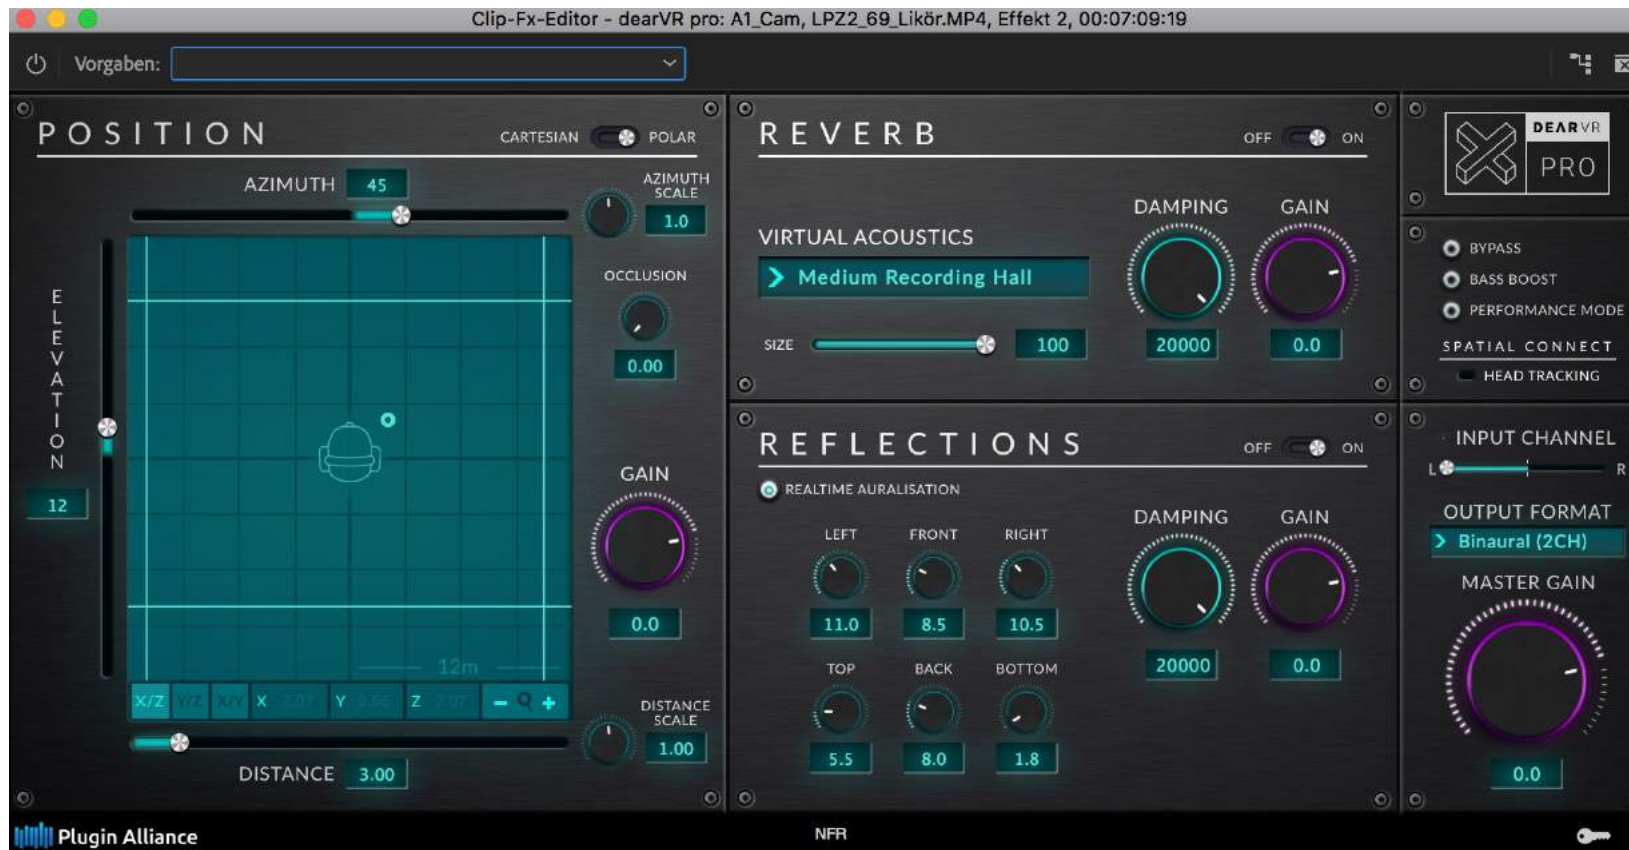 Clip-Fx-Editor - dearVR pro: A1_Cam, LPZ2_69_Likör.MP4, Effekt 2, 00:07:09:19
Vorgaben:
POSITION
CARTESIAN POLAR
AZIMUTH 45
AZIMUTH
SCALE
1.0
OCCLUSION
0.00
ELEVATION
12
GAIN
0.0
12m
X/Z Y/Z X/Y X Y Z - +
DISTANCE
SCALE
1.00
DISTANCE 3.00
REVERB
OFF ON
VIRTUAL ACOUSTICS
Medium Recording Hall
SIZE 100
DAMPING GAIN
20000 0.0
REFLECTIONS
OFF ON
REALTIME AURALISATION
LEFT FRONT RIGHT
11.0 8.5 10.5
TOP BACK BOTTOM
5.5 8.0 1.8
DAMPING GAIN
20000 0.0
DEARVR
PRO
BYPASS
BASS BOOST
PERFORMANCE MODE
SPATIAL CONNECT
HEAD TRACKING
INPUT CHANNEL
L R
OUTPUT FORMAT
Binaural (2CH)
MASTER GAIN
0.0
Plugin Alliance
NFR